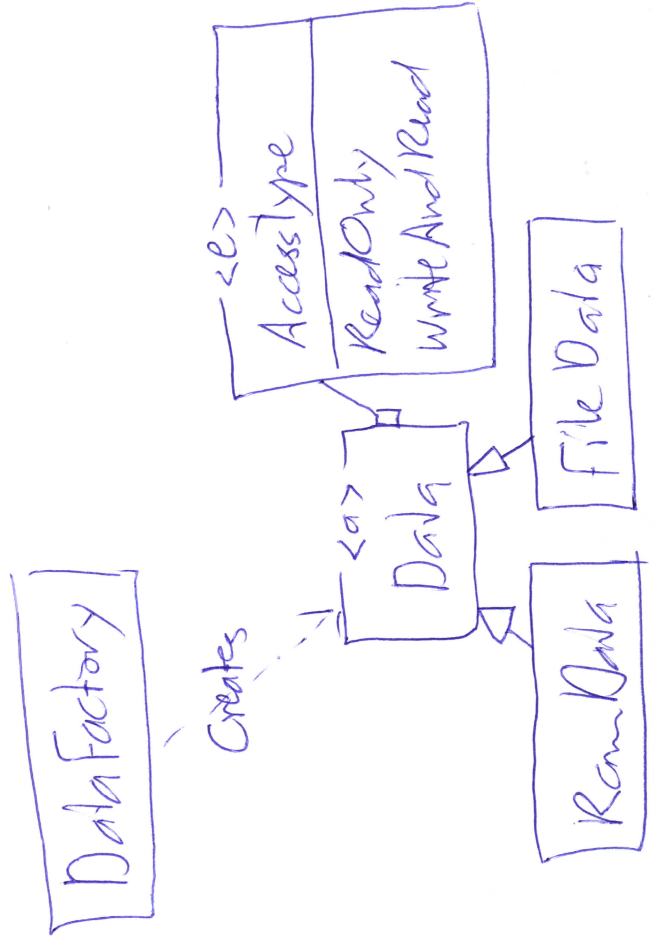 DataFactory
Creates
<a>
Data
<e>
AccessType
ReadOnly
WriteAndRead
RamData
FileData